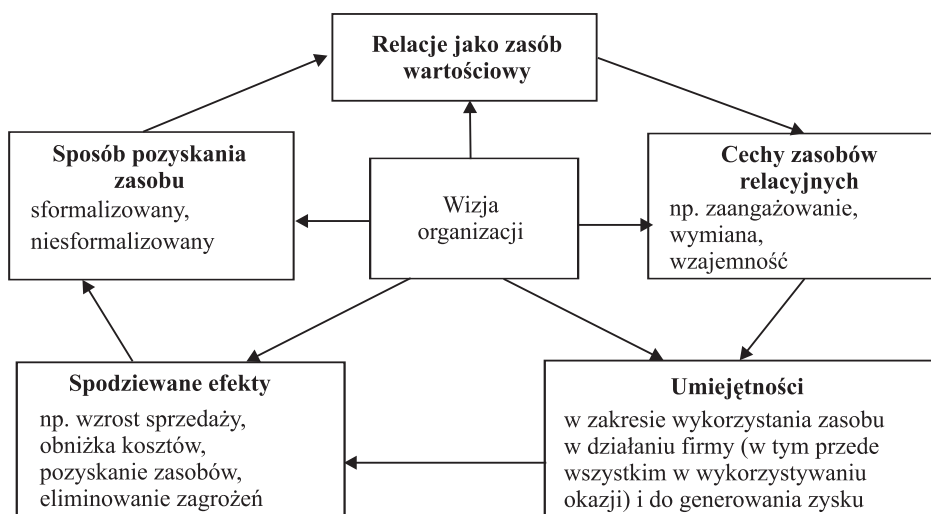 Relacje jako zasób
wartościowy
Sposób pozyskania
zasobu
sformalizowany,
niesformalizowany
Wizja
organizacji
Cechy zasobów
relacyjnych
np. zaangażowanie,
wymiana,
wzajemność
Spodziewane efekty
np. wzrost sprzedaży,
obniżka kosztów,
pozyskanie zasobów,
eliminowanie zagrożeń
Umiejętności
w zakresie wykorzystania zasobu
w działaniu firmy (w tym przede
wszystkim w wykorzystywaniu
okazji) i do generowania zysku